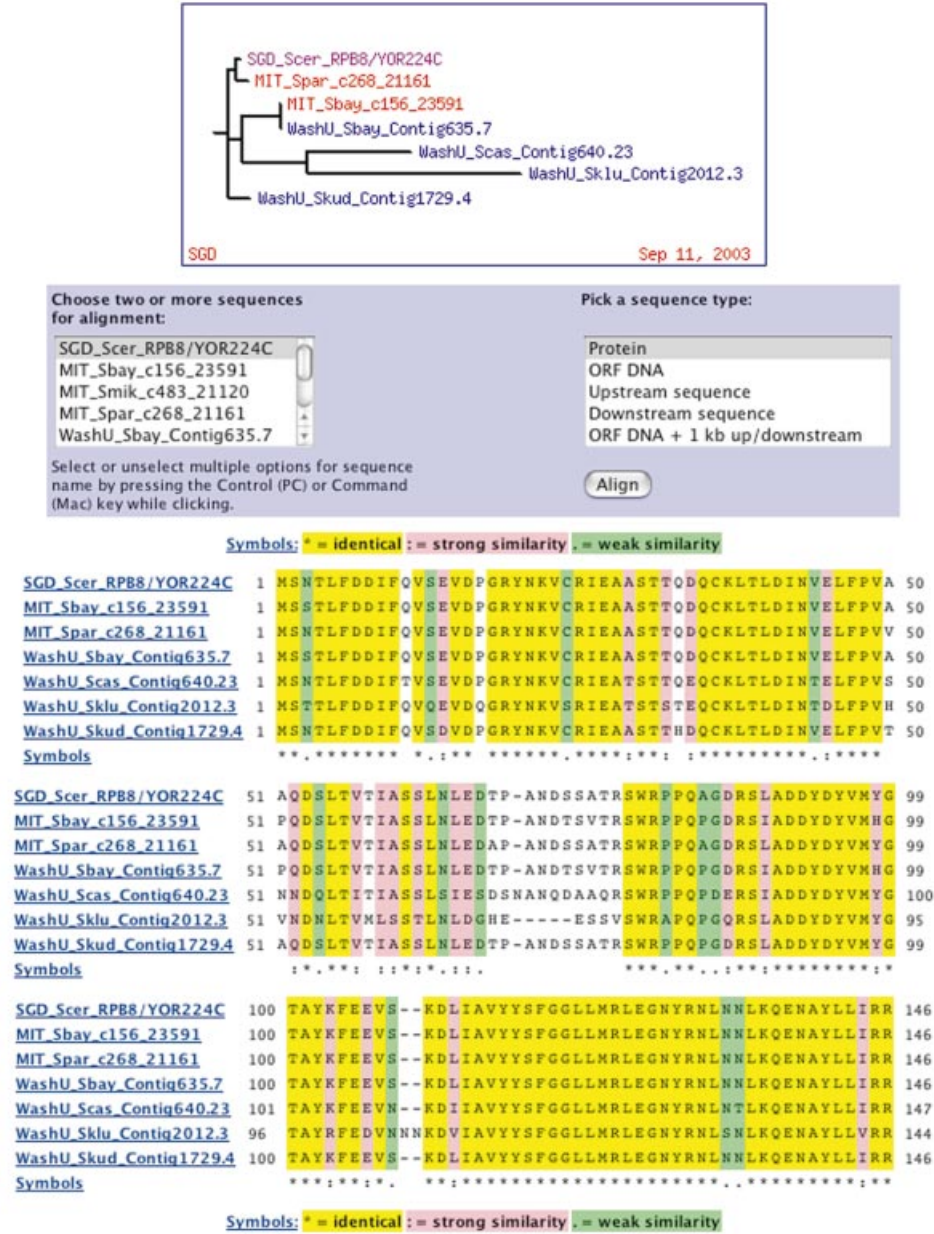 SGD_Scer_RPB8/YOR224C
MIT_Spar_c268_21161
MIT_Sbay_c156_23591
WashU_Sbay_Contig635.7
WashU_Scas_Contig640.23
WashU_Sklu_Contig2012.3
WashU_Skud_Contig1729.4
SGD Sep 11, 2003
Choose two or more sequences
for alignment:
SGD_Scer_RPB8/YOR224C
MIT_Sbay_c156_23591
MIT_Smik_c483_21120
MIT_Spar_c268_21161
WashU_Sbay_Contig635.7
Select or unselect multiple options for sequence
name by pressing the Control (PC) or Command
(Mac) key while clicking.
Pick a sequence type:
Protein
ORF DNA
Upstream sequence
Downstream sequence
ORF DNA + 1 kb up/downstream
Align
Symbols: * = identical : = strong similarity . = weak similarity
SGD_Scer_RPB8/YOR224C 1 MSNTLFDDIFQVSEVDPGRYNKVCRIEAASTTQDQCKLTLDINVELFPVA 50
MIT_Sbay_c156_23591 1 MSSTLFDDIFQVSEVDPGRYNKVCRIEAASTTQDQCKLTLDINVELFPVA 50
MIT_Spar_c268_21161 1 MSNTLFDDIFQVSEVDPGRYNKVCRIEAASTTQDQCKLTLDINVELFPVV 50
WashU_Sbay_Contig635.7 1 MSSTLFDDIFQVSEVDPGRYNKVCRIEAASTTQDQCKLTLDINVELFPVA 50
WashU_Scas_Contig640.23 1 MSNTLFDDIFTVSEVDPGRYNKVSRIEAASTTQEQCKLTLDINTELFPVS 50
WashU_Sklu_Contig2012.3 1 MSTTLFDDIFQVQEVDQGRYNKVSRIEATSTSTEQCKLTLDINTDLFPVH 50
WashU_Skud_Contig1729.4 1 MSNTLFDDIFQVSDVDPGRYNKVCRIEATSTTHDQCKLTLDINVELFPVT 50
Symbols **.******* *.:** ******.****:**: :*********.:****
SGD_Scer_RPB8/YOR224C 51 AQDSLTVTIASSLNLEDTP-ANDSSATRSWRPPQAGDRSLADDYDYVMYG 99
MIT_Sbay_c156_23591 51 PQDSLTVTIASSLNLEDTP-ANDTSVTRSWRPPQPGDRSIADDYDYVMHG 99
MIT_Spar_c268_21161 51 AQDSLTVTIASSLNLEDAP-ANDSSATRSWRPPQAGDRSLADDYDYVMYG 99
WashU_Sbay_Contig635.7 51 PQDSLTVTIASSLNLEDTP-ANDTSVTRSWRPPQPGDRSIADDYDYVMHG 99
WashU_Scas_Contig640.23 51 NNDQLTITIASSLSIESDSNANQDAAQRSWRPPQPDERSLADDYDYVMYG 100
WashU_Sklu_Contig2012.3 51 VNDNLTVMLSSTLNLDGHE-----ESSVSWRAPQPGQRSLADDYDYVMYG 95
WashU_Skud_Contig1729.4 51 AQDSLTVTIASSLNLEDTP-ANDSSATRSWRPPQPGDRSLADDYDYVMYG 99
Symbols :*.**: ::*:*.::. ***.**..:**:********:*
SGD_Scer_RPB8/YOR224C 100 TAYKFEEVS--KDLIAVYYSFGGLLMRLEGNYRNLNNLKQENAYLLIRR 146
MIT_Sbay_c156_23591 100 TAYKFEEVS--KDLIAVYYSFGGLLMRLEGNYRNLNNLKQENAYLLIRR 146
MIT_Spar_c268_21161 100 TAYKFEEVS--KDLIAVYYSFGGLLMRLEGNYRNLNNLKQENAYLLIRR 146
WashU_Sbay_Contig635.7 100 TAYKFEEVS--KDLIAVYYSFGGLLMRLEGNYRNLNNLKQENAYLLIRR 146
WashU_Scas_Contig640.23 101 TAYKFEEVN--KDIIAVYYSFGGLLMRLEGNYRNLNTLKQENAYLLIRR 147
WashU_Sklu_Contig2012.3 96 TAYRFEDVNNNKDVIAVYYSFGGLLMRLEGNYRNLSNLKQENAYLLVRR 144
WashU_Skud_Contig1729.4 100 TAYKFEEVS--KDLIAVYYSFGGLLMRLEGNYRNLNNLKQENAYLLIRR 146
Symbols ***:**:*. **:*********************..*********:**
Symbols: * = identical : = strong similarity . = weak similarity